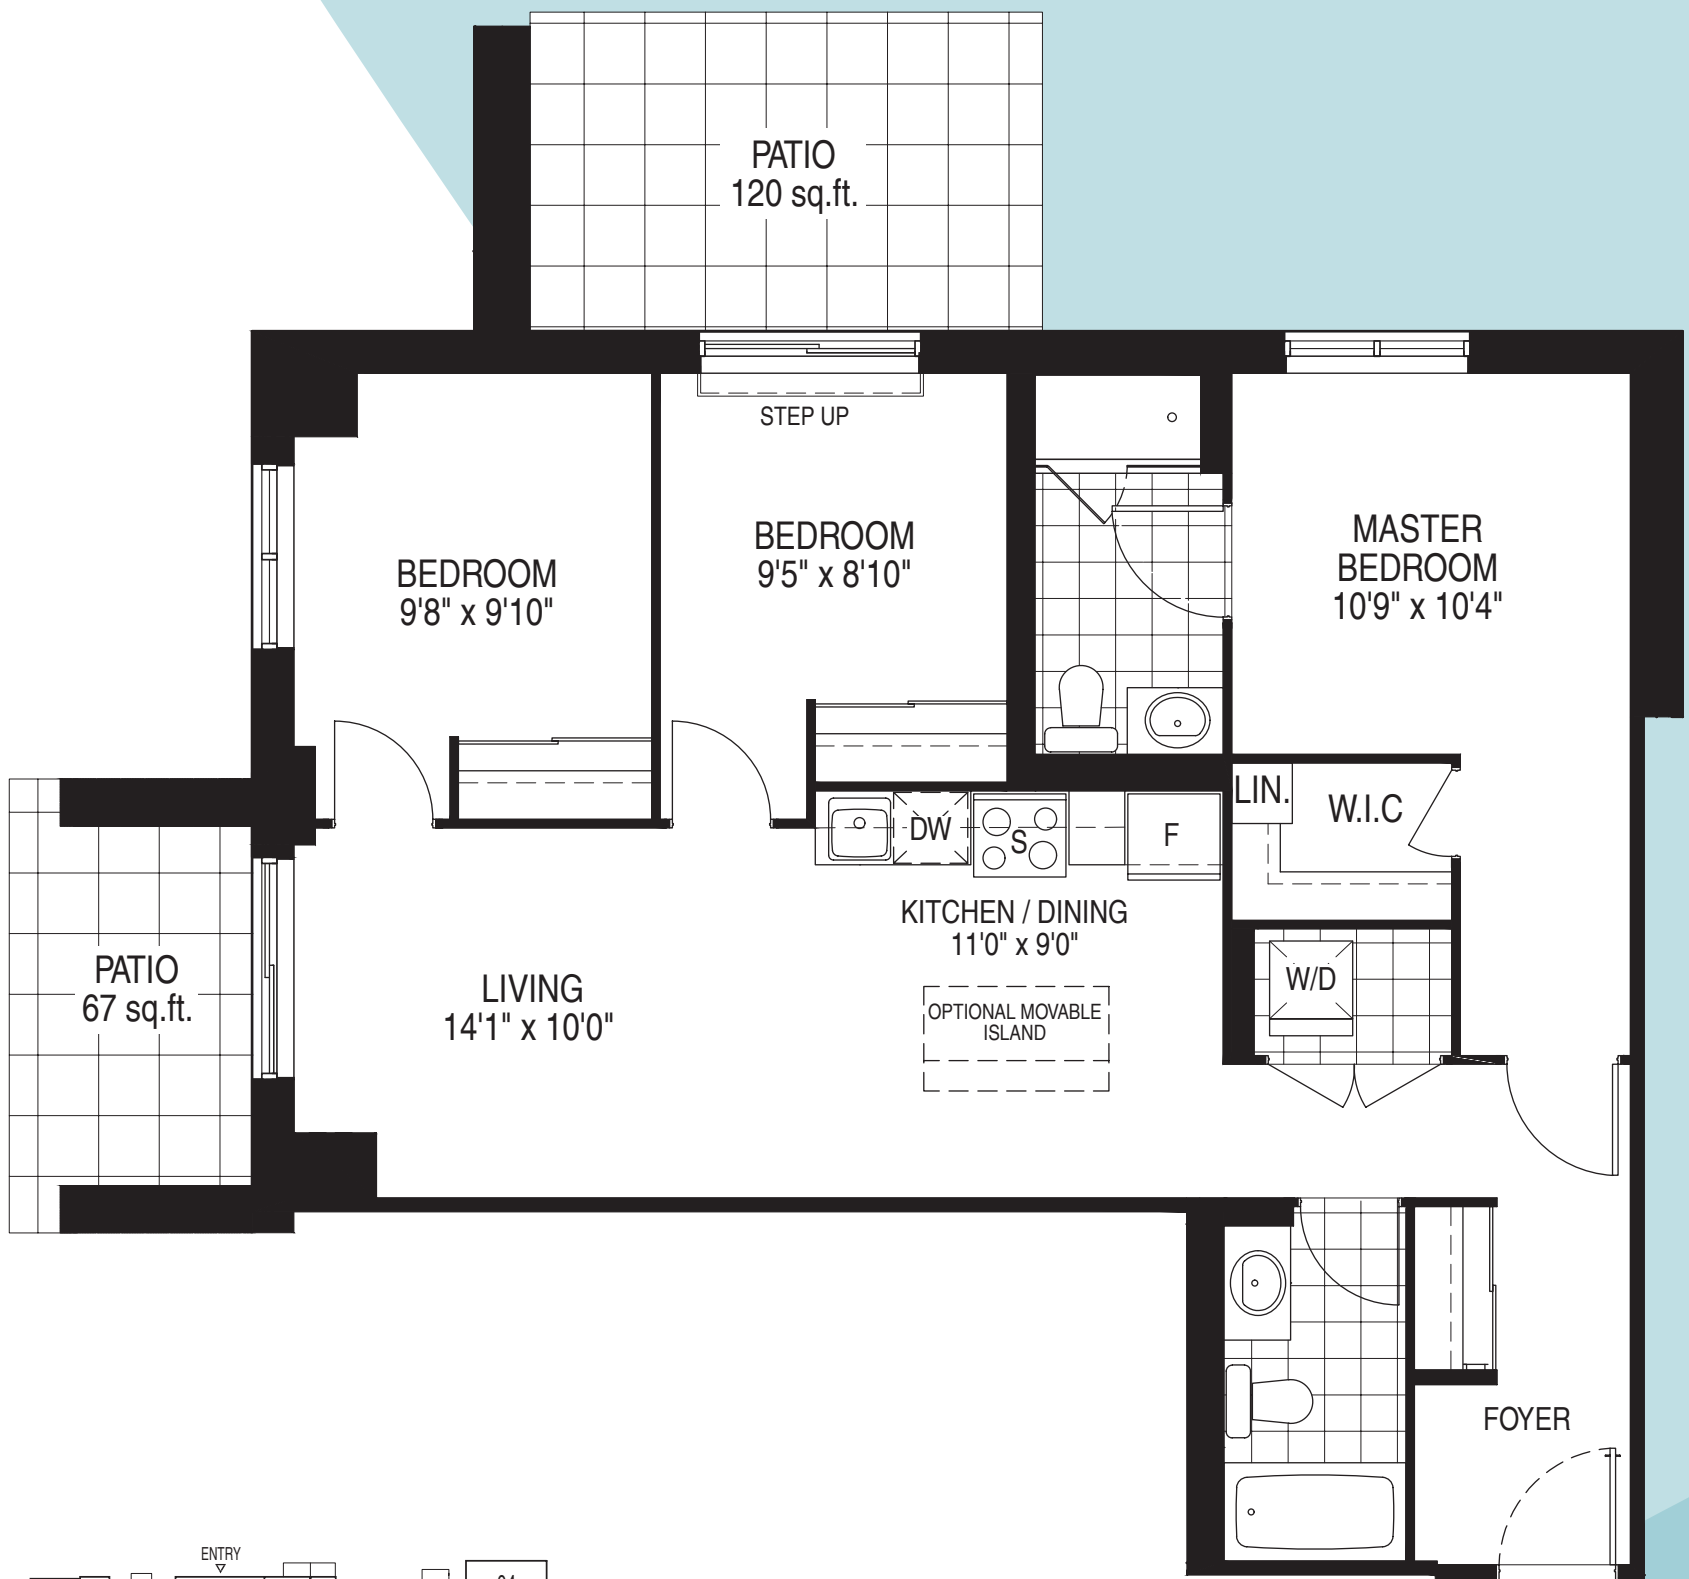 PATIO
120 sq.ft.
STEP UP
BEDROOM
9'8" x 9'10"
BEDROOM
9'5" x 8'10"
MASTER
BEDROOM
10'9" x 10'4"
LIN.
W.I.C
DW
S
F
KITCHEN / DINING
11'0" x 9'0"
PATIO
67 sq.ft.
LIVING
14'1" x 10'0"
OPTIONAL MOVABLE
ISLAND
W/D
FOYER
ENTRY